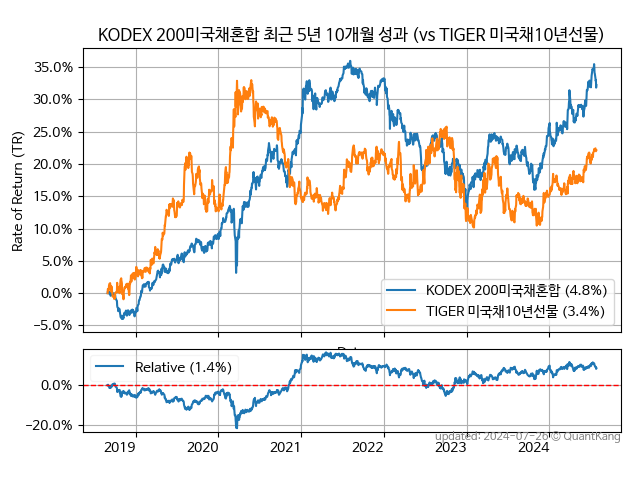 KODEX 200미국채혼합 최근 5년 10개월 성과 (vs TIGER 미국채10년선물)
Rate of Return (TR)
35.0%
30.0%
25.0%
20.0%
15.0%
10.0%
5.0%
0.0%
−5.0%
KODEX 200미국채혼합 (4.8%)
TIGER 미국채10년선물 (3.4%)
Relative (1.4%)
0.0%
−20.0%
2019 2020 2021 2022 2023 2024
updated: 2024-07-26 © QuantKang